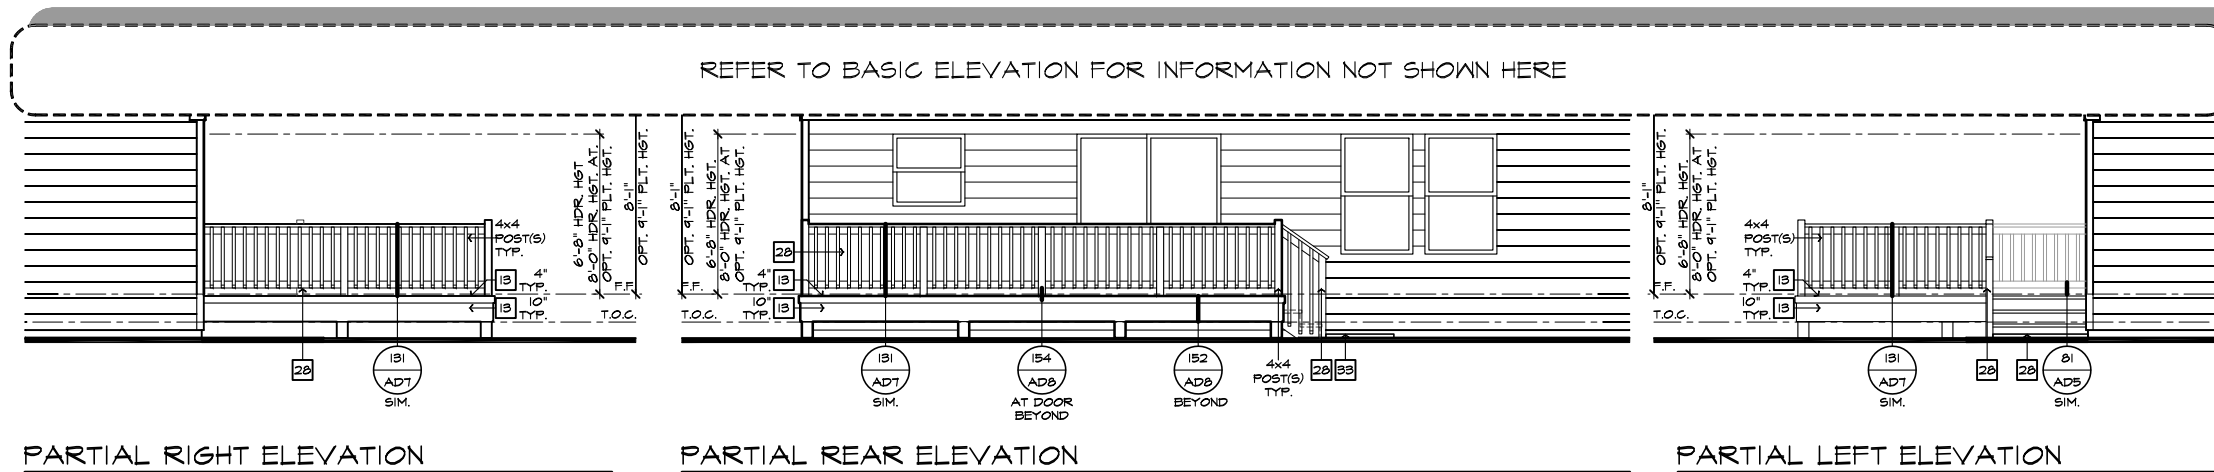 REFER TO BASIC ELEVATION FOR INFORMATION NOT SHOWN HERE
6'-8" HDR. HGT
8'-0" HDR. HGT. AT.
OPT. 9'-1" PLT. HGT.
8'-1"
OPT. 9'-1" PLT. HGT.
4x4
POST(S)
TYP.
13
4"
TYP.
13
10"
TYP.
F.F.
T.O.C.
28
131
AD7
SIM.
PARTIAL RIGHT ELEVATION
8'-1"
OPT. 9'-1" PLT. HGT.
6'-8" HDR. HGT.
8'-0" HDR. HGT. AT
OPT. 9'-1" PLT. HGT.
F.F.
T.O.C.
28
4"
TYP.
13
10"
TYP.
13
131
AD7
SIM.
154
AD8
AT DOOR
BEYOND
152
AD8
BEYOND
4x4
POST(S)
TYP.
28
33
PARTIAL REAR ELEVATION
8'-1"
OPT. 9'-1" PLT. HGT.
6'-8" HDR. HGT.
8'-0" HDR. HGT. AT
OPT. 9'-1" PLT. HGT.
F.F.
T.O.C.
4x4
POST(S)
TYP.
4"
TYP.
13
10"
TYP.
13
131
AD7
SIM.
28
28
81
AD5
SIM.
PARTIAL LEFT ELEVATION